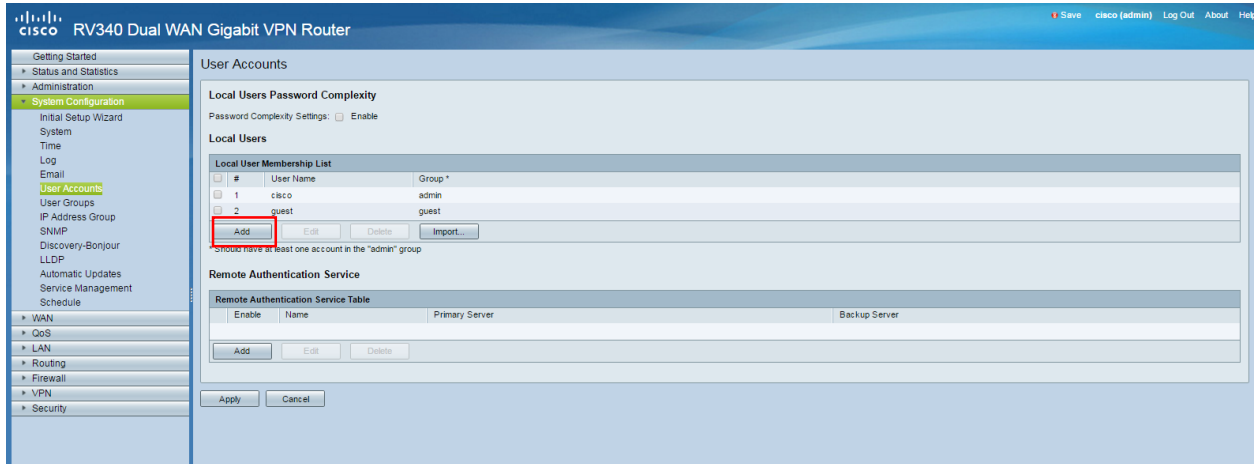 Save cisco (admin) Log Out About Help
cisco RV340 Dual WAN Gigabit VPN Router
Getting Started
Status and Statistics
Administration
System Configuration
Initial Setup Wizard
System
Time
Log
Email
User Accounts
User Groups
IP Address Group
SNMP
Discovery-Bonjour
LLDP
Automatic Updates
Service Management
Schedule
WAN
QoS
LAN
Routing
Firewall
VPN
Security
User Accounts
Local Users Password Complexity
Password Complexity Settings: Enable
Local Users
Local User Membership List
# User Name Group *
1 cisco admin
2 guest guest
Add Edit Delete Import...
* Should have at least one account in the "admin" group
Remote Authentication Service
Remote Authentication Service Table
Enable Name Primary Server Backup Server
Add Edit Delete
Apply Cancel